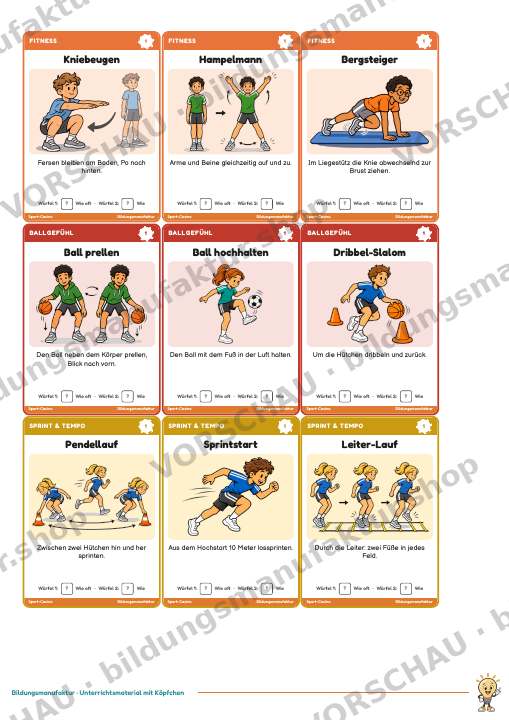 FITNESS
FITNESS
FITNESS
Kniebeugen
Hampelmann
Bergsteiger
Fersen bleiben am Boden, Po nach
hinten.
Arme und Beine gleichzeitig auf und zu.
Im Liegestütz die Knie abwechselnd zur
Brust ziehen.
Würfel 1: ? Wie oft · Würfel 2: ? Wie
Würfel 1: ? Wie oft · Würfel 2: ? Wie
Würfel 1: ? Wie oft · Würfel 2: ? Wie
Sport-Casino Bildungsmanufaktur
Sport-Casino Bildungsmanufaktur
Sport-Casino Bildungsmanufaktur
BALLGEFÜHL
BALLGEFÜHL
BALLGEFÜHL
Ball prellen
Ball hochhalten
Dribbel-Slalom
Den Ball neben dem Körper prellen,
Blick nach vorn.
Den Ball mit dem Fuß in der Luft halten.
Um die Hütchen dribbeln und zurück.
Würfel 1: ? Wie oft · Würfel 2: ? Wie
Würfel 1: ? Wie oft · Würfel 2: ? Wie
Würfel 1: ? Wie oft · Würfel 2: ? Wie
Sport-Casino Bildungsmanufaktur
Sport-Casino Bildungsmanufaktur
Sport-Casino Bildungsmanufaktur
SPRINT & TEMPO
SPRINT & TEMPO
SPRINT & TEMPO
Pendellauf
Sprintstart
Leiter-Lauf
Zwischen zwei Hütchen hin und her
sprinten.
Aus dem Hochstart 10 Meter lossprinten.
Durch die Leiter: zwei Füße in jedes
Feld.
Würfel 1: ? Wie oft · Würfel 2: ? Wie
Würfel 1: ? Wie oft · Würfel 2: ? Wie
Würfel 1: ? Wie oft · Würfel 2: ? Wie
Sport-Casino Bildungsmanufaktur
Sport-Casino Bildungsmanufaktur
Sport-Casino Bildungsmanufaktur
Bildungsmanufaktur · Unterrichtsmaterial mit Köpfchen
VORSCHAU · bildungsmanufaktur.shop